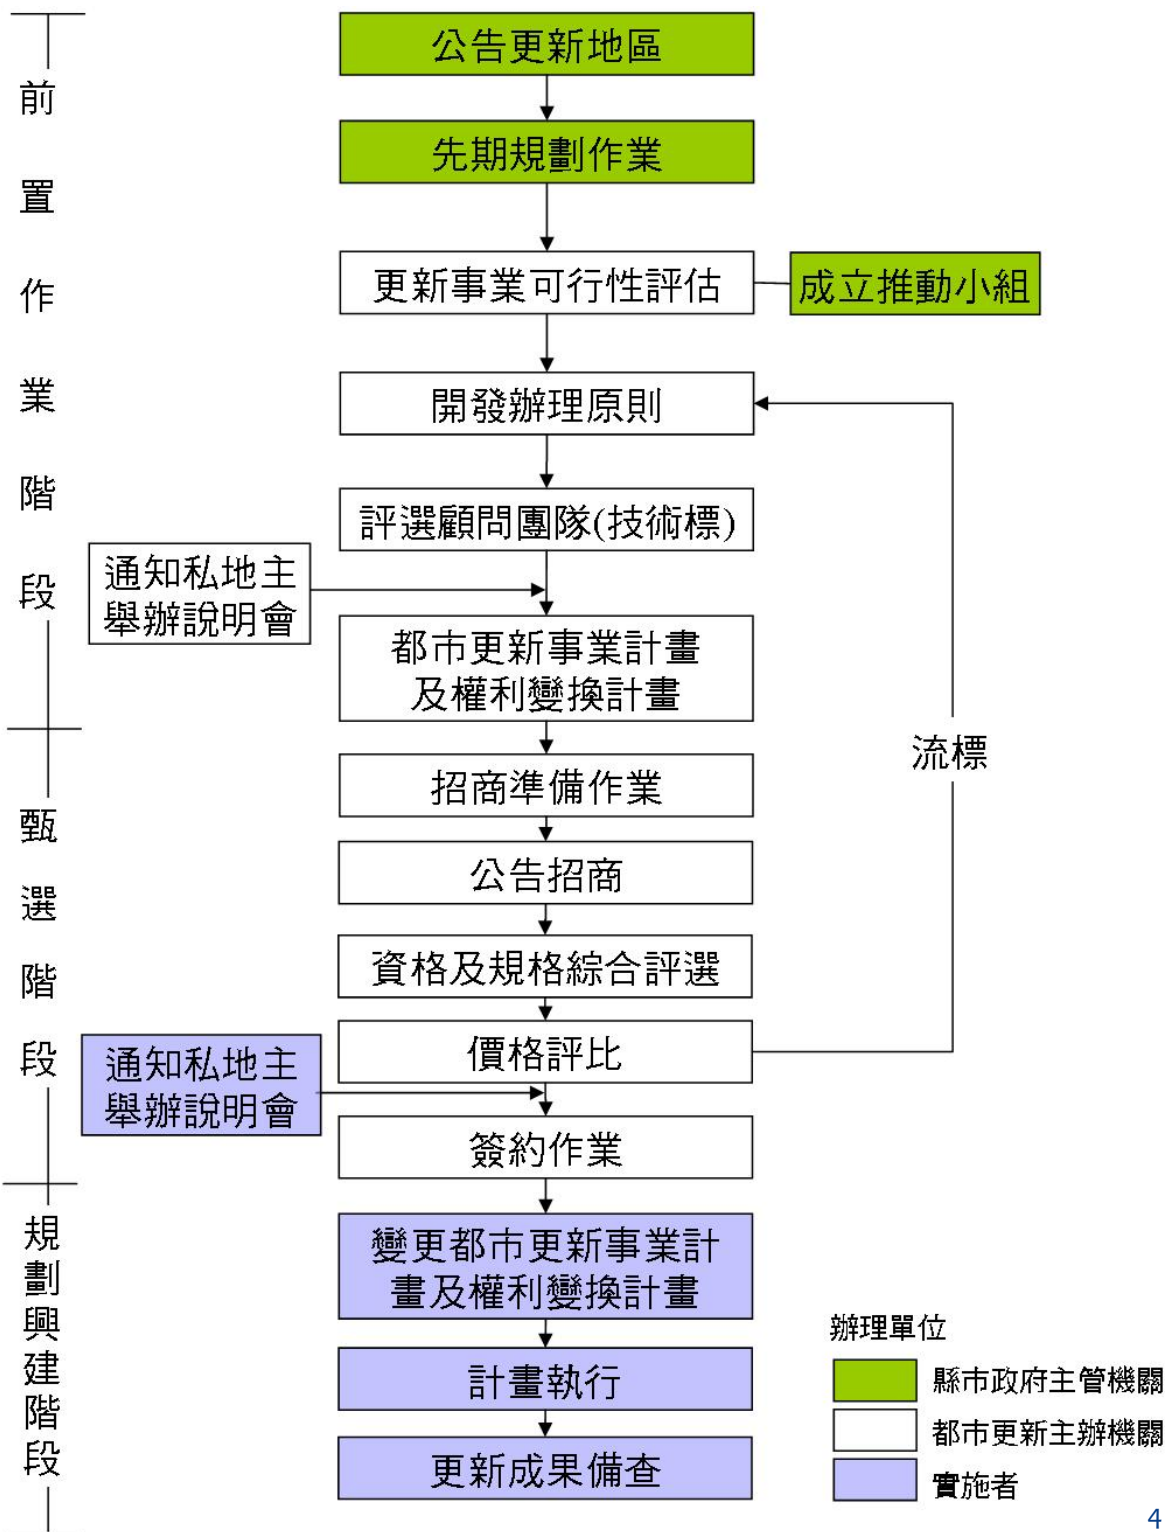 前置作業階段
公告更新地區
先期規劃作業
更新事業可行性評估
成立推動小組
開發辦理原則
評選顧問團隊(技術標)
通知私地主
舉辦說明會
都市更新事業計畫
及權利變換計畫
甄選階段
招商準備作業
流標
公告招商
資格及規格綜合評選
價格評比
通知私地主
舉辦說明會
簽約作業
規劃興建階段
變更都市更新事業計
畫及權利變換計畫
計畫執行
更新成果備查
辦理單位
縣市政府主管機關
都市更新主辦機關
實施者
4